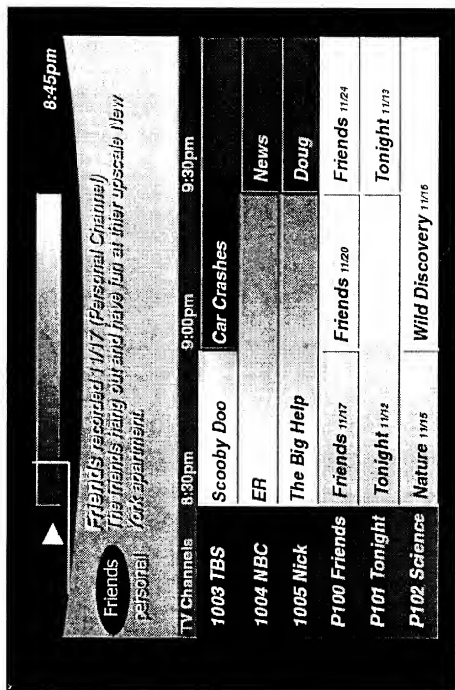 8:45pm
Friends recorded 11/17 (Personal Channel)
The friends hang out and have fun at thier upscale New
York apartment.
Friends
personal
TV Channels 8:30pm 9:00pm 9:30pm
1003 TBS Scooby Doo Car Crashes
1004 NBC ER News
1005 Nick The Big Help Doug
P100 Friends Friends 11/17 Friends 11/20 Friends 11/24
P101 Tonight Tonight 11/12 Tonight 11/13
P102 Science Nature 11/15 Wild Discovery 11/16